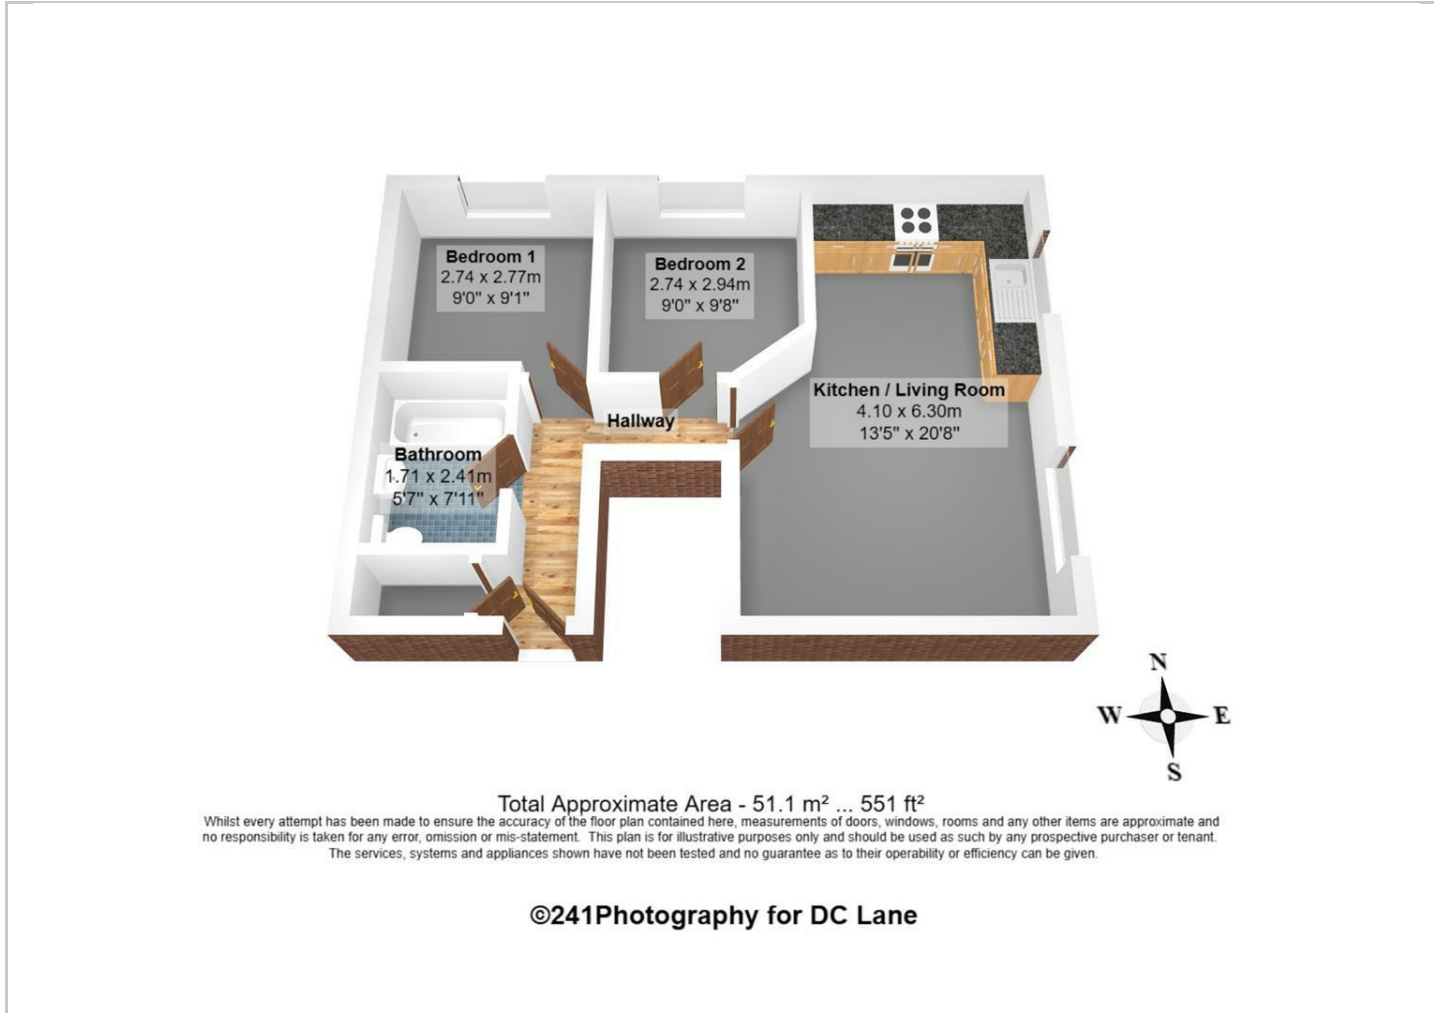 Bedroom 1
2.74 x 2.77m
9'0" x 9'1"
Bedroom 2
2.74 x 2.94m
9'0" x 9'8"
Kitchen / Living Room
4.10 x 6.30m
13'5" x 20'8"
Hallway
Bathroom
1.71 x 2.41m
5'7" x 7'11"
N
W E
S
Total Approximate Area - 51.1 m² ... 551 ft²
Whilst every attempt has been made to ensure the accuracy of the floor plan contained here, measurements of doors, windows, rooms and any other items are approximate and
no responsibility is taken for any error, omission or mis-statement. This plan is for illustrative purposes only and should be used as such by any prospective purchaser or tenant.
The services, systems and appliances shown have not been tested and no guarantee as to their operability or efficiency can be given.
©241Photography for DC Lane